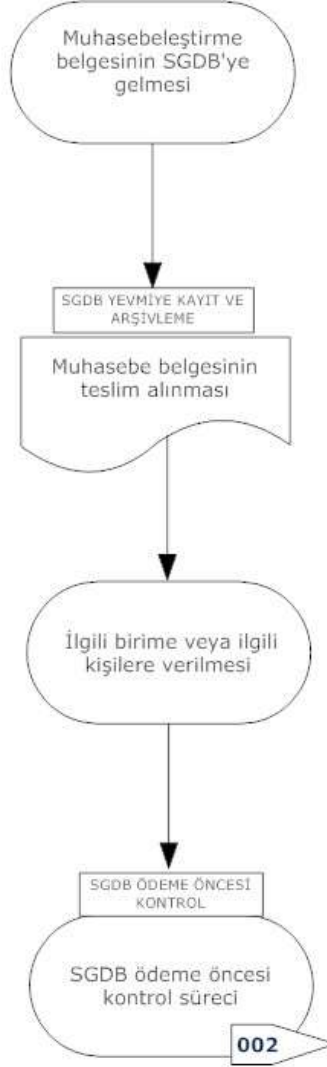 Muhasebeleştirme
belgesinin SGDB'ye
gelmesi
SGDB YEVMİYE KAYIT VE
ARŞİVLEME
Muhasebe belgesinin
teslim alınması
İlgili birime veya ilgili
kişilere verilmesi
SGDB ÖDEME ÖNCESİ
KONTROL
SGDB ödeme öncesi
kontrol süreci
002